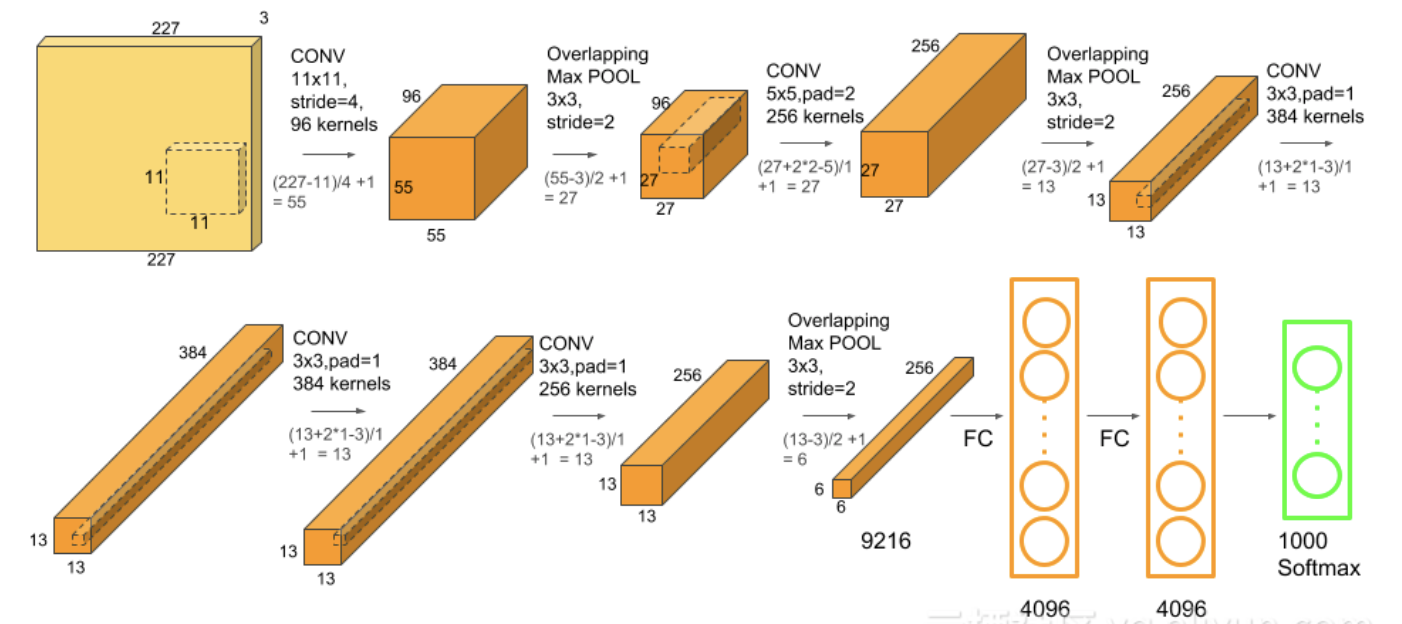 227
3
11
11
227
CONV
11x11,
stride=4,
96 kernels
(227-11)/4 +1
= 55
96
55
55
Overlapping
Max POOL
3x3,
stride=2
(55-3)/2 +1
= 27
96
27
27
CONV
5x5,pad=2
256 kernels
(27+2*2-5)/1
+1 = 27
256
27
27
Overlapping
Max POOL
3x3,
stride=2
(27-3)/2 +1
= 13
256
13
13
CONV
3x3,pad=1
384 kernels
(13+2*1-3)/1
+1 = 13
384
13
13
CONV
3x3,pad=1
384 kernels
(13+2*1-3)/1
+1 = 13
384
13
13
CONV
3x3,pad=1
256 kernels
(13+2*1-3)/1
+1 = 13
256
13
13
Overlapping
Max POOL
3x3,
stride=2
(13-3)/2 +1
= 6
256
6
6
9216
FC
4096
FC
4096
1000
Softmax